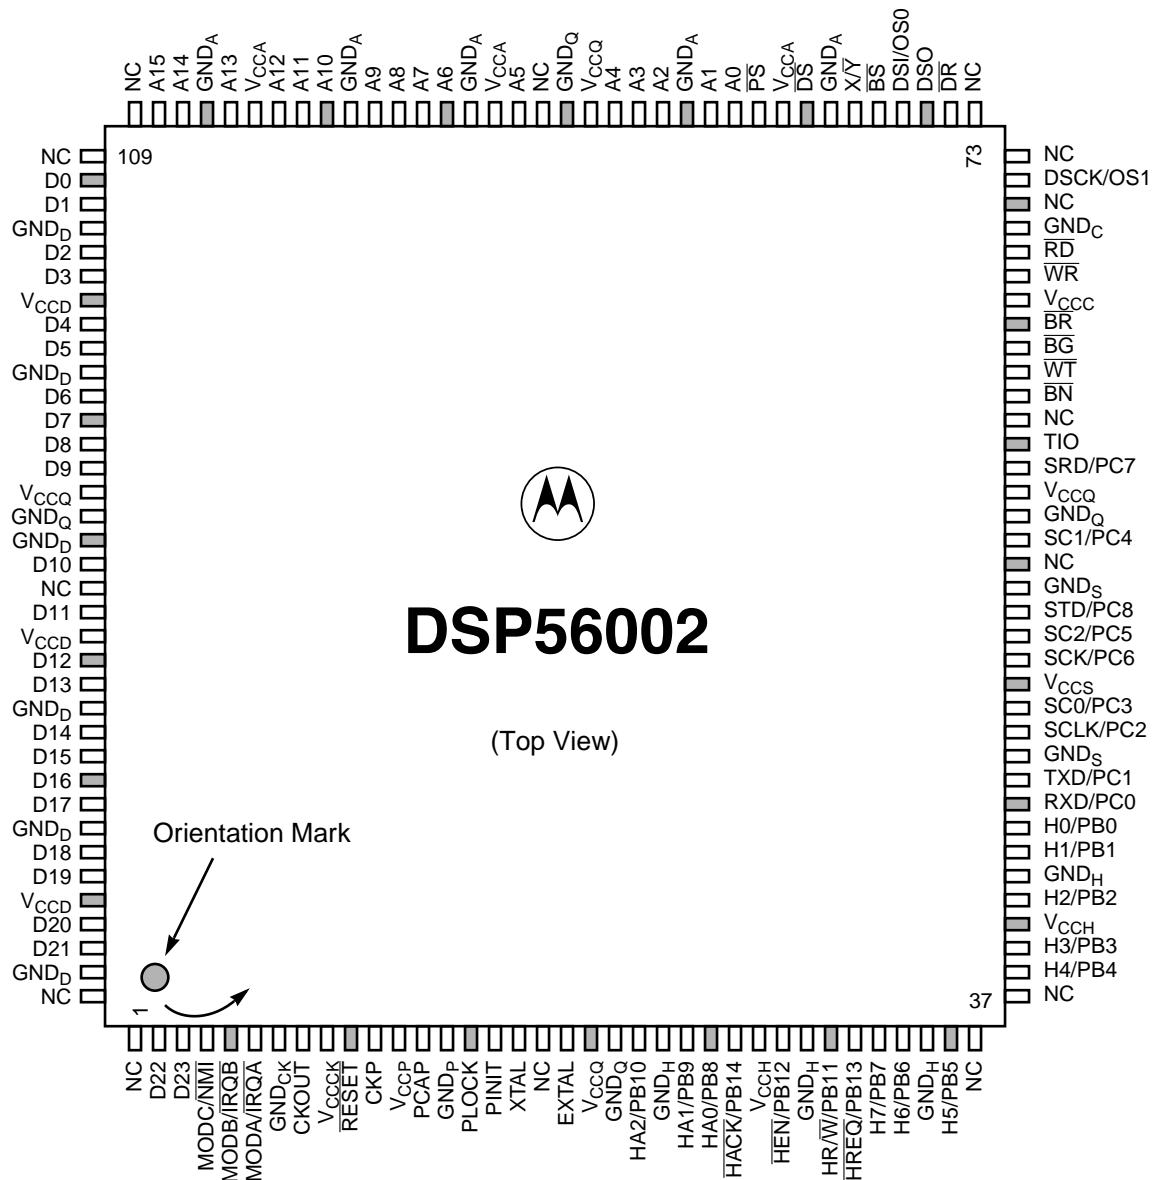 NC
A15
A14
GNDA
A13
VCCA
A12
A11
A10
GNDA
A9
A8
A7
A6
GNDA
VCCA
A5
NC
GNDQ
VCCQ
A4
A3
A2
GNDA
A1
A0
PS
VCCA
DS
GNDA
X/Y
BS
DSI/OS0
DSO
DR
NC
109
73
NC
D0
D1
GNDD
D2
D3
VCCD
D4
D5
GNDD
D6
D7
D8
D9
VCCQ
GNDQ
GNDD
D10
NC
D11
VCCD
D12
D13
GNDD
D14
D15
D16
D17
GNDD
D18
D19
VCCD
D20
D21
GNDD
NC
DSP56002
(Top View)
Orientation Mark
1
37
NC
DSCK/OS1
NC
GNDC
RD
WR
VCCC
BR
BG
WT
BN
NC
TIO
SRD/PC7
VCCQ
GNDQ
SC1/PC4
NC
GNDS
STD/PC8
SC2/PC5
SCK/PC6
VCCS
SC0/PC3
SCLK/PC2
GNDS
TXD/PC1
RXD/PC0
H0/PB0
H1/PB1
GNDH
H2/PB2
VCCH
H3/PB3
H4/PB4
NC
NC
D22
D23
MODC/NMI
MODB/IRQB
MODA/IRQA
GNDCK
CKOUT
VCCCK
RESET
CKP
VCCP
PCAP
GNDP
PLOCK
PINIT
XTAL
NC
EXTAL
VCCQ
GNDQ
HA2/PB10
GNDH
HA1/PB9
HA0/PB8
HACK/PB14
VCCH
HEN/PB12
GNDH
HR/W/PB11
HREQ/PB13
H7/PB7
H6/PB6
GNDH
H5/PB5
NC